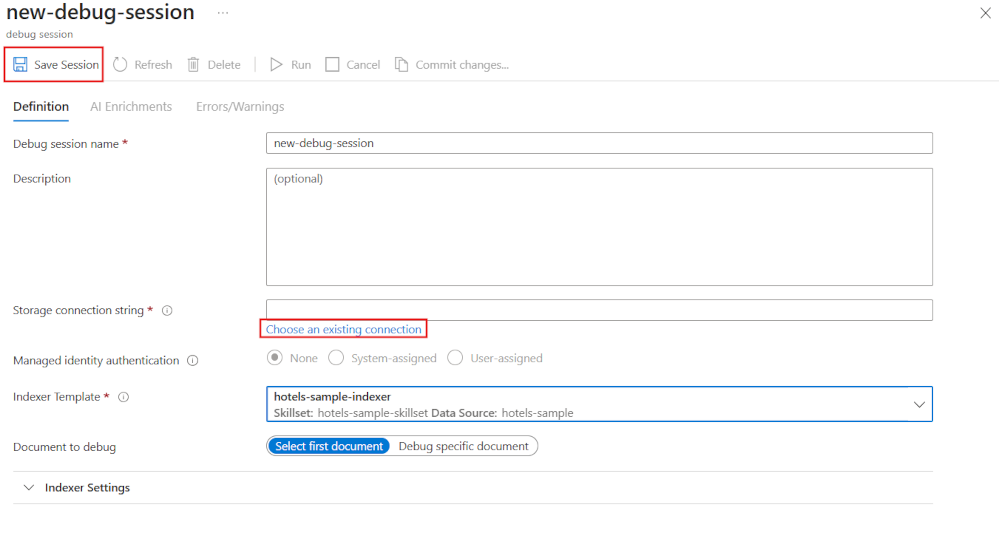 new-debug-session ...
debug session
Save Session Refresh Delete Run Cancel Commit changes...
Definition AI Enrichments Errors/Warnings
Debug session name * new-debug-session
Description (optional)
Storage connection string *
Choose an existing connection
Managed identity authentication None System-assigned User-assigned
Indexer Template * hotels-sample-indexer
Skillset: hotels-sample-skillset Data Source: hotels-sample
Document to debug Select first document Debug specific document
Indexer Settings